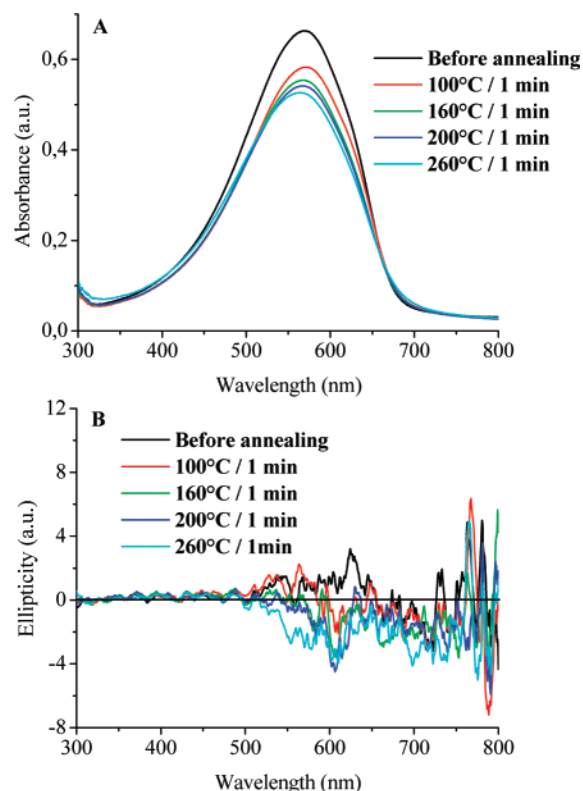 A
0,6
0,4
0,2
0,0
Absorbance (a.u.)
Before annealing
100°C / 1 min
160°C / 1 min
200°C / 1 min
260°C / 1 min
300 400 500 600 700 800
Wavelength (nm)
B
12
8
4
0
-4
-8
Ellipticity (a.u.)
Before annealing
100°C / 1 min
160°C / 1 min
200°C / 1 min
260°C / 1min
300 400 500 600 700 800
Wavelength (nm)